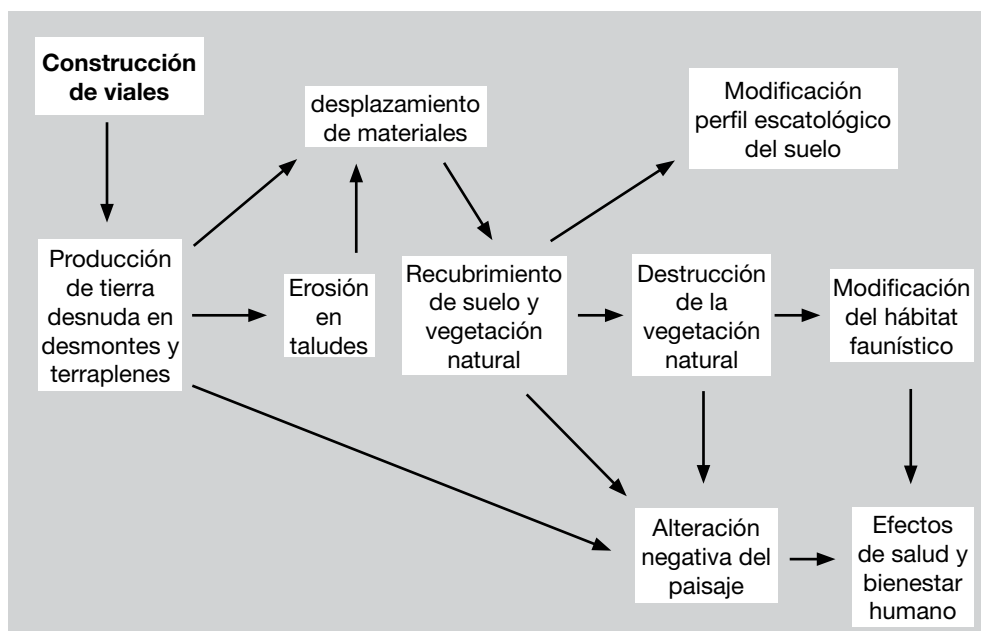 Construcción
de viales
desplazamiento
de materiales
Modificación
perfil escatológico
del suelo
Producción
de tierra
desnuda en
desmontes y
terraplenes
Erosión
en
taludes
Recubrimiento
de suelo y
vegetación
natural
Destrucción
de la
vegetación
natural
Modificación
del hábitat
faunístico
Alteración
negativa del
paisaje
Efectos
de salud y
bienestar
humano